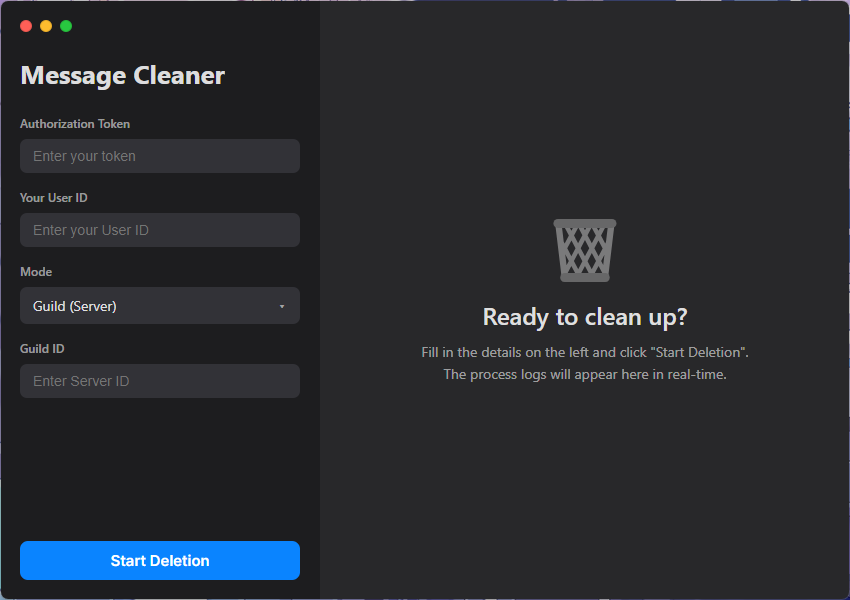 Message Cleaner
Authorization Token
Enter your token
Your User ID
Enter your User ID
Mode
Guild (Server)
Guild ID
Enter Server ID
Start Deletion
Ready to clean up?
Fill in the details on the left and click "Start Deletion".
The process logs will appear here in real-time.